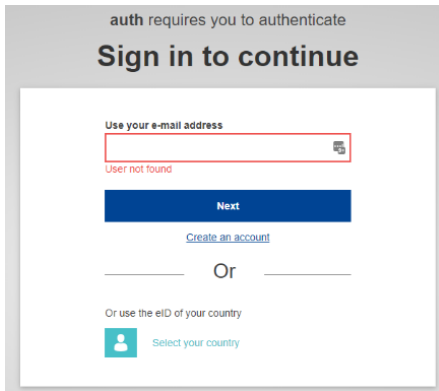 auth requires you to authenticate
Sign in to continue
Use your e-mail address
User not found
Next
Create an account
Or
Or use the eID of your country
Select your country